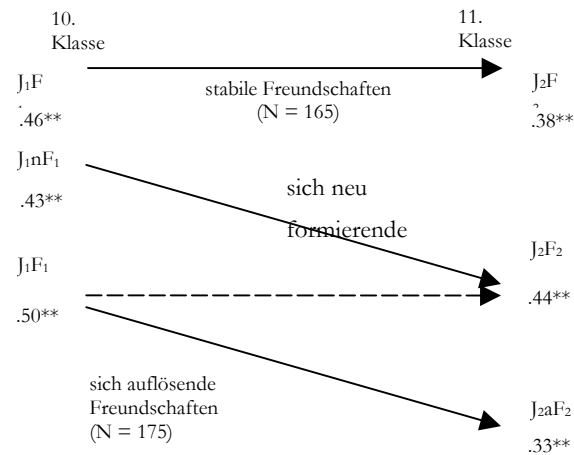 10.
Klasse
11.
Klasse
J₁F
.46**
stabile Freundschaften
(N = 165)
J₂F
.38**
J₁nF₁
.43**
sich neu
formierende
J₁F₁
.50**
J₂F₂
.44**
sich auflösende
Freundschaften
(N = 175)
J₂aF₂
.33**